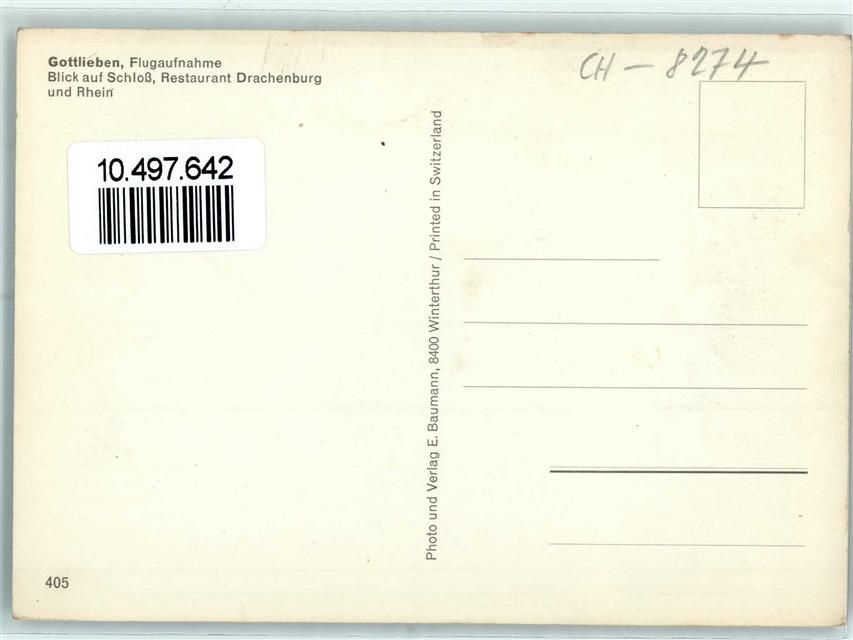 Gottlieben, Flugaufnahme
Blick auf Schloß, Restaurant Drachenburg
und Rhein
CH – 8274
10.497.642
Photo und Verlag E. Baumann, 8400 Winterthur / Printed in Switzerland
405